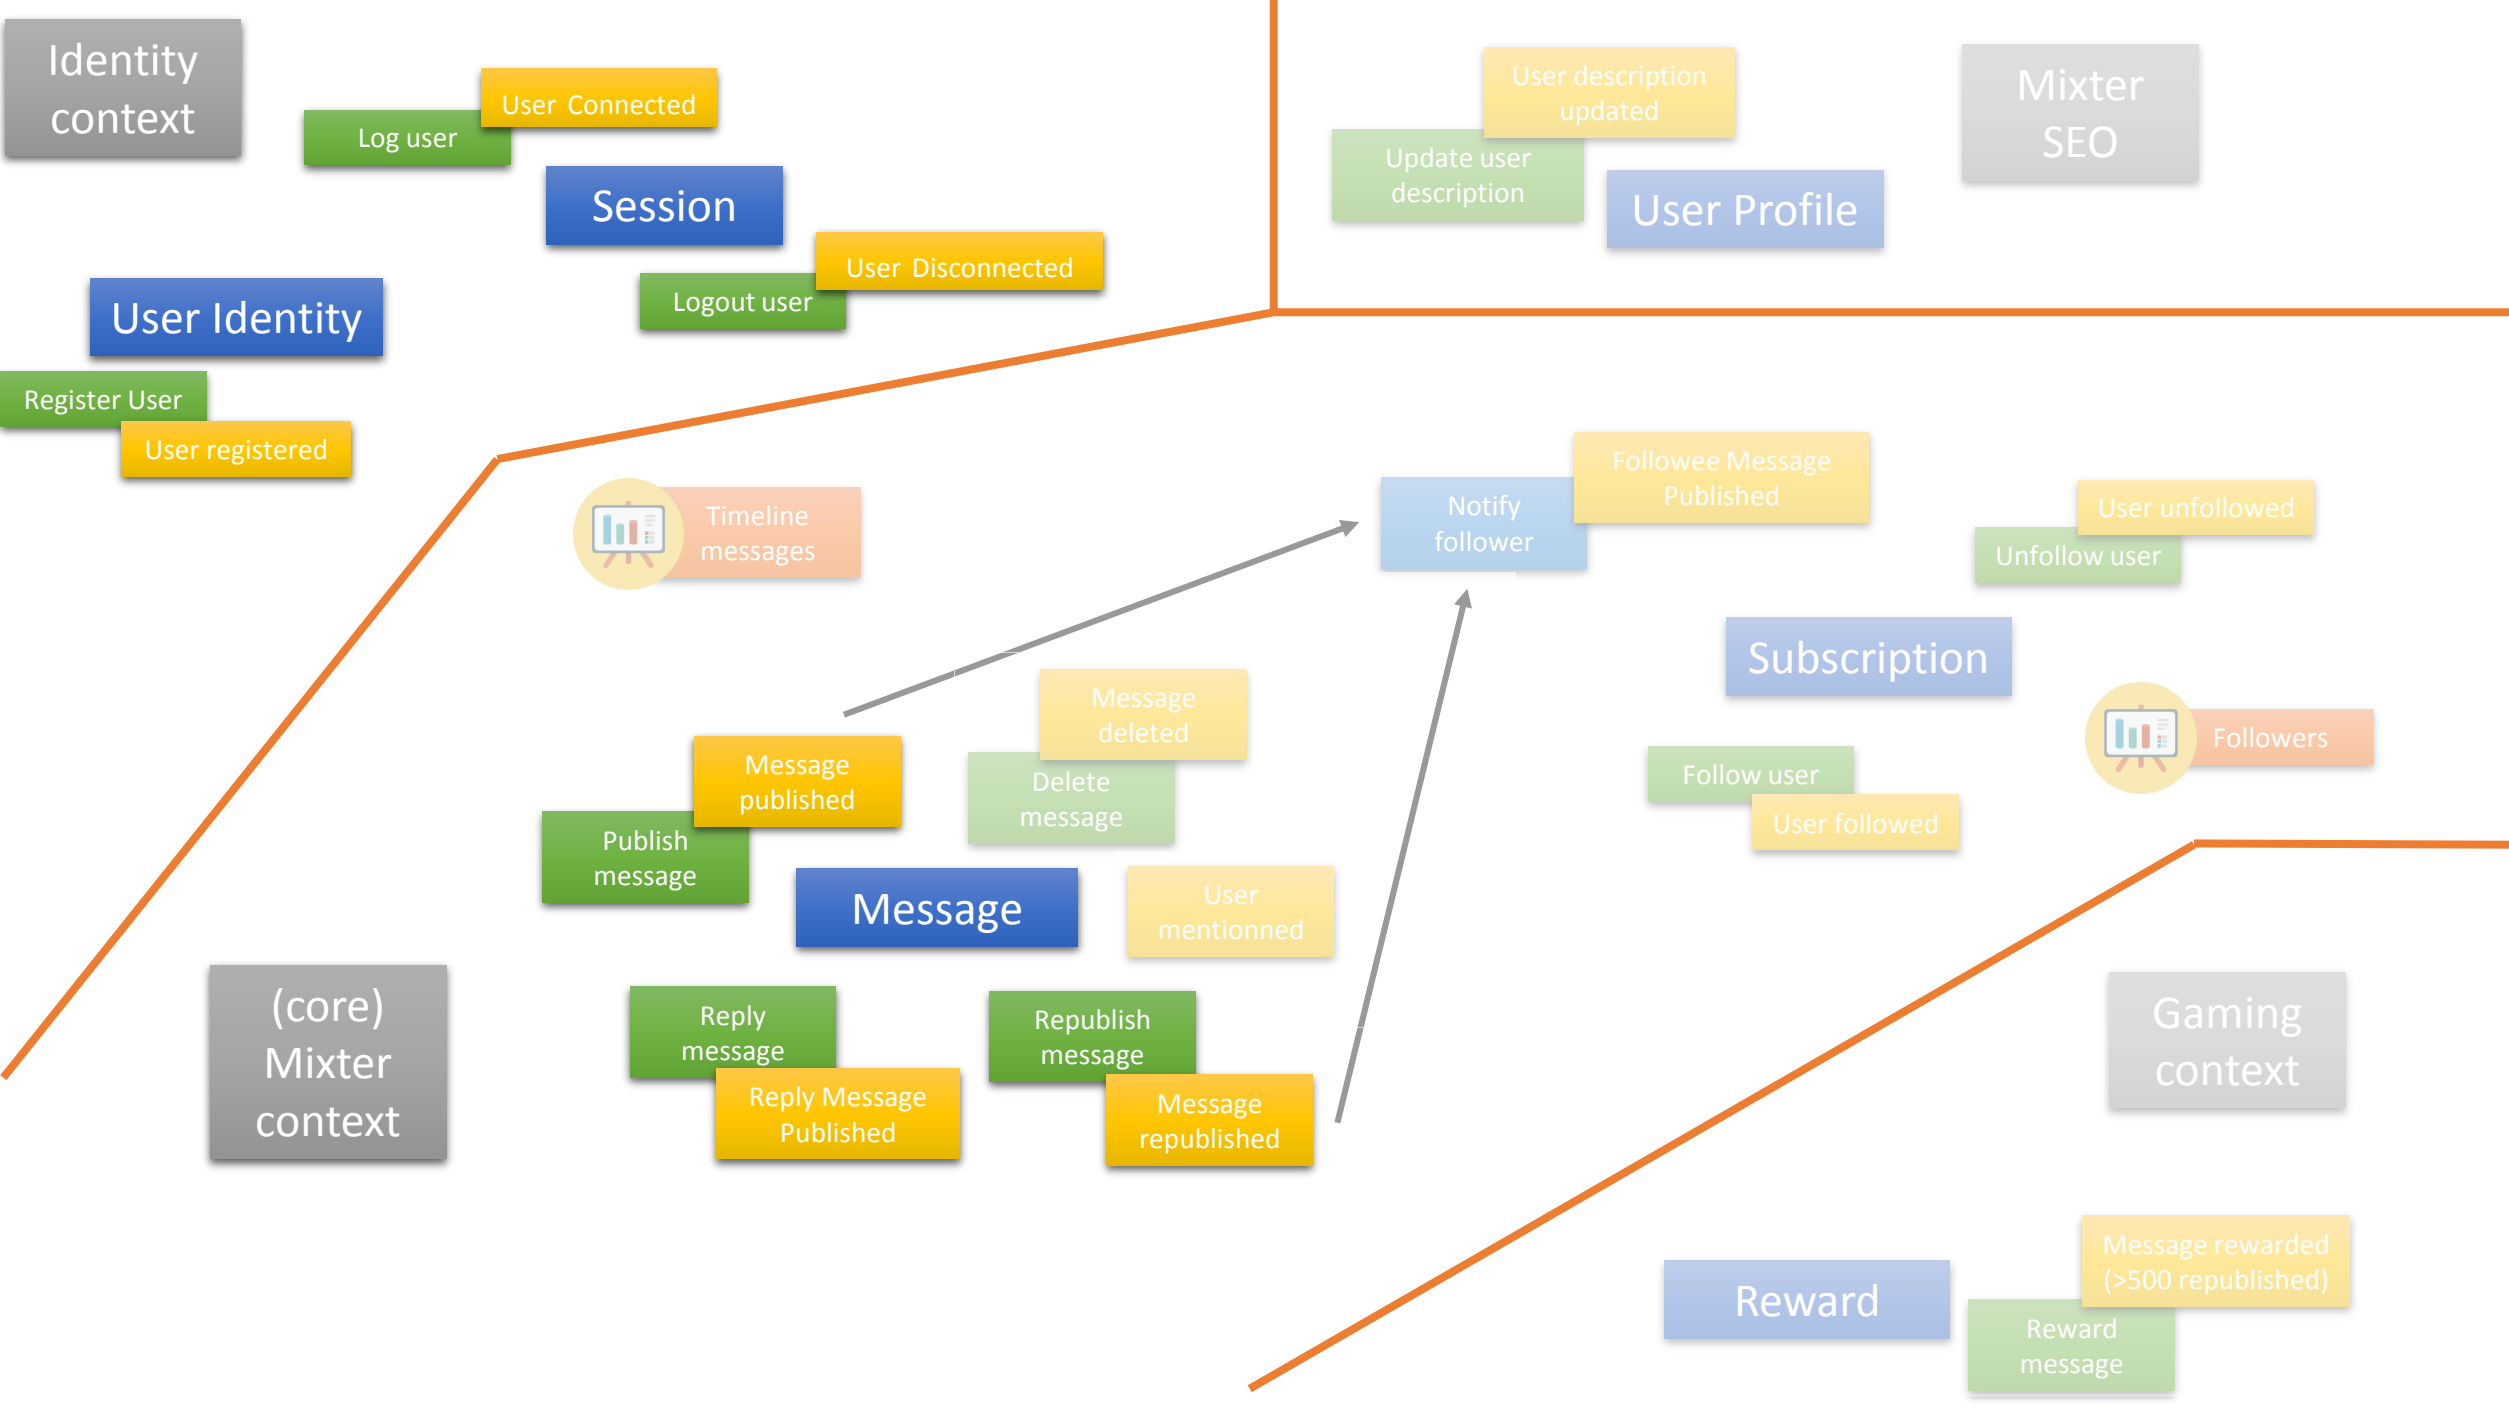 Identity
context
User Connected
Log user
Session
User Disconnected
Logout user
User Identity
Register User
User registered
User description
updated
Update user
description
User Profile
Mixter
SEO
Timeline
messages
Notify
follower
Followee Message
Published
User unfollowed
Unfollow user
Subscription
Followers
Follow user
User followed
Message
deleted
Delete
message
Message
published
Publish
message
Message
User
mentionned
(core)
Mixter
context
Reply
message
Reply Message
Published
Republish
message
Message
republished
Gaming
context
Message rewarded
(>500 republished)
Reward
Reward
message